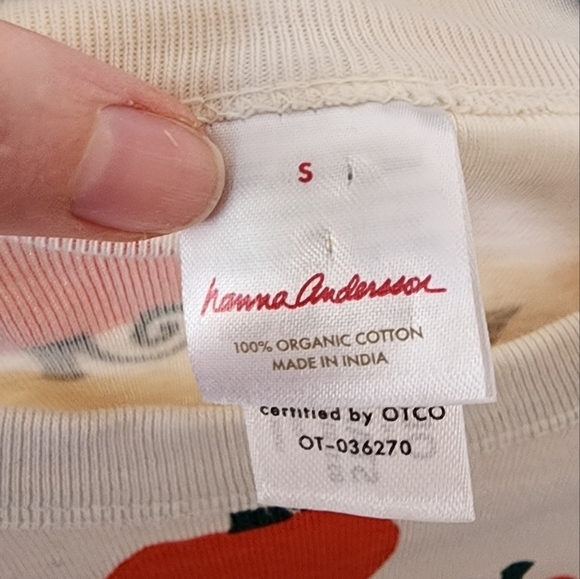 S
hanna Andersson
100% ORGANIC COTTON
MADE IN INDIA
certified by OTCO
OT-036270